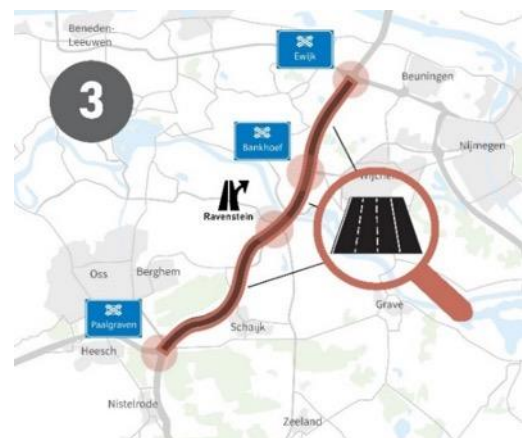 Beneden-
Leeuwen
Ewijk
3
Beuningen
Nijmegen
Bankhoef
Ravenstein
Oss
Berghem
Grave
Paalgraven
Schaijk
Heesch
Nistelrode
Zeeland